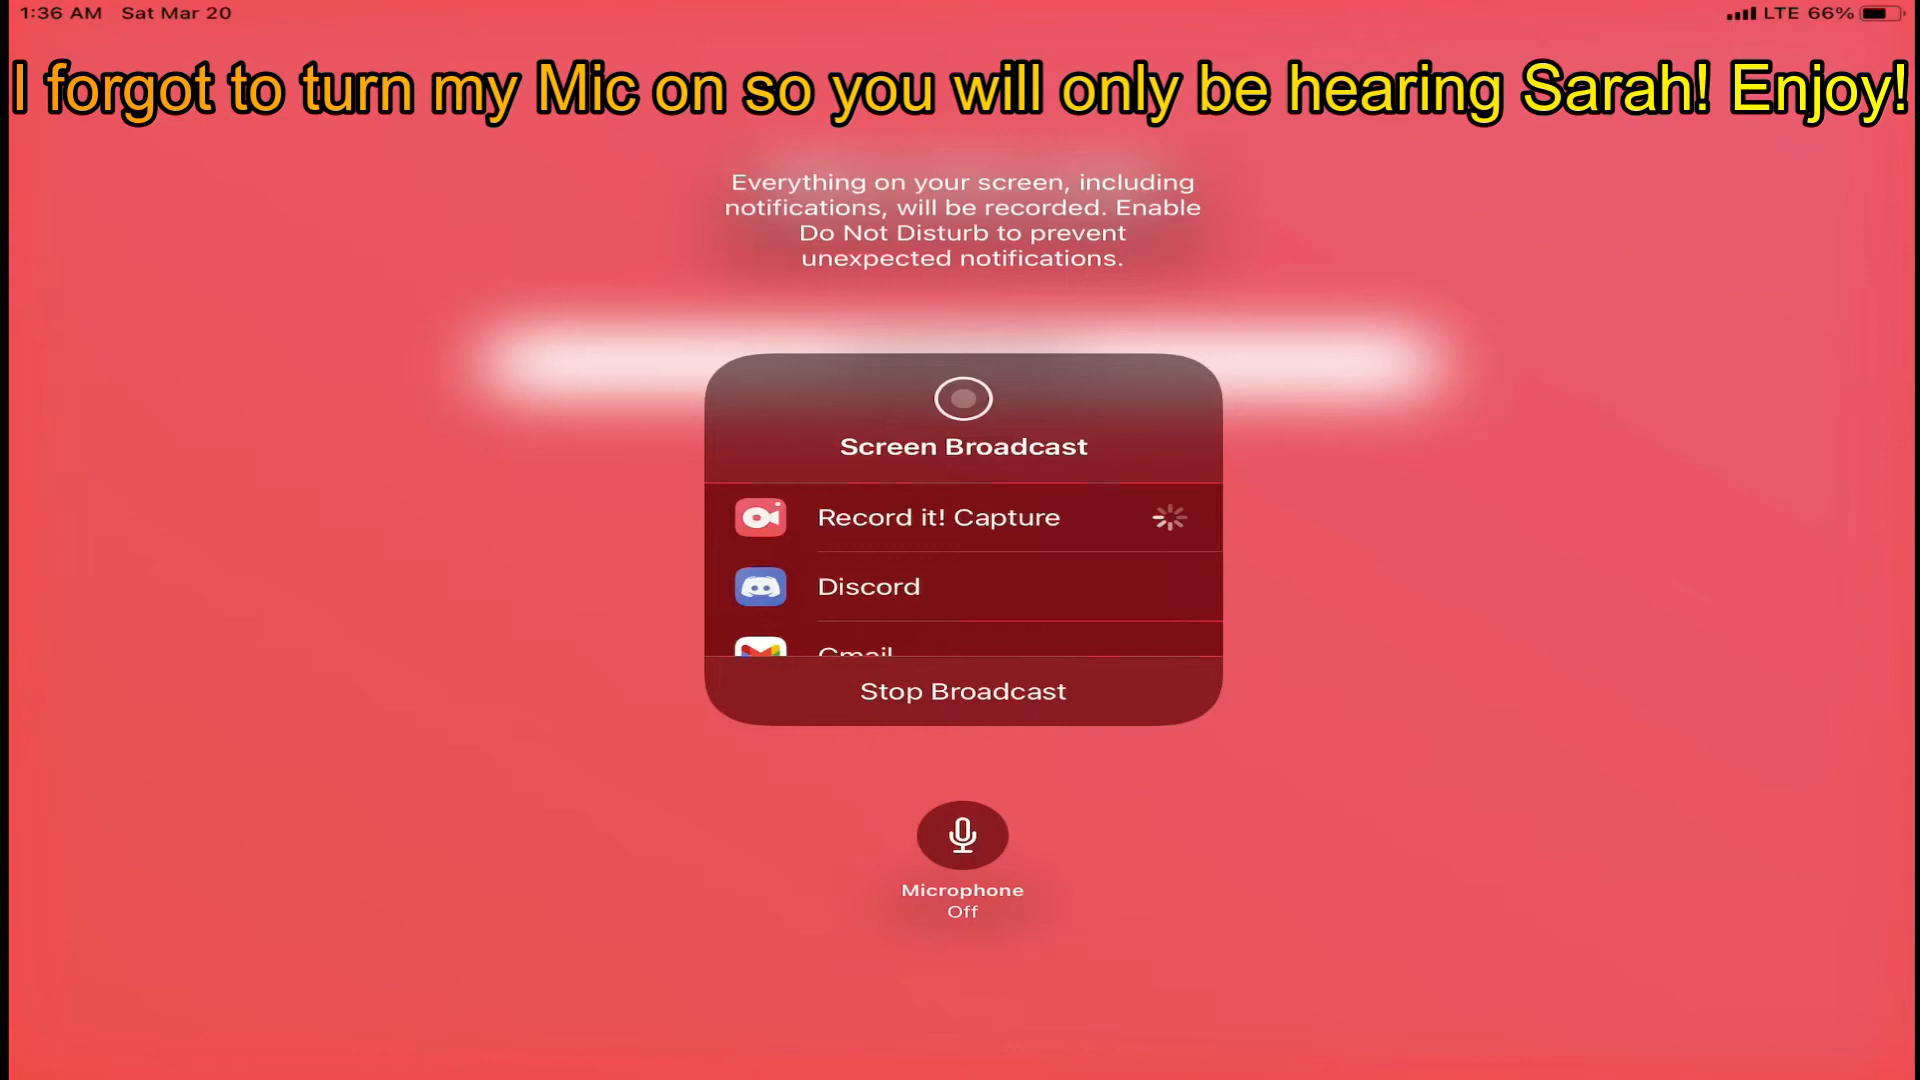 1:36 AM Sat Mar 20
LTE 66%
I forgot to turn my Mic on so you will only be hearing Sarah! Enjoy!
Everything on your screen, including
notifications, will be recorded. Enable
Do Not Disturb to prevent
unexpected notifications.
Screen Broadcast
Record it! Capture
Discord
Gmail
Stop Broadcast
Microphone
Off